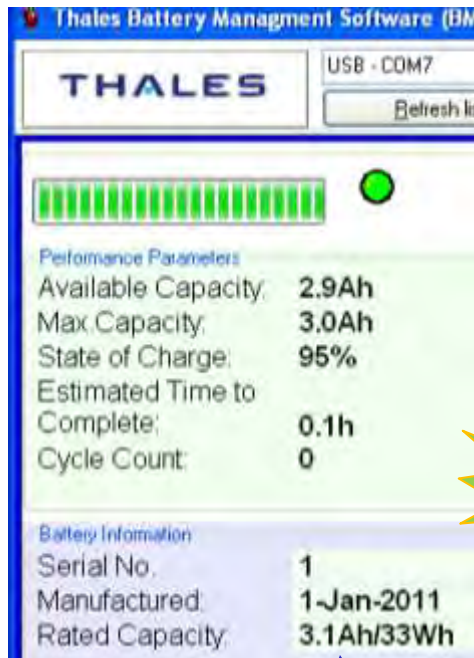 Thales Battery Managment Software (BM
THALES
USB - COM7
Refresh li
Performance Parameters
Available Capacity: 2.9Ah
Max Capacity: 3.0Ah
State of Charge: 95%
Estimated Time to
Complete: 0.1h
Cycle Count: 0
Battery Information
Serial No. 1
Manufactured: 1-Jan-2011
Rated Capacity: 3.1Ah/33Wh